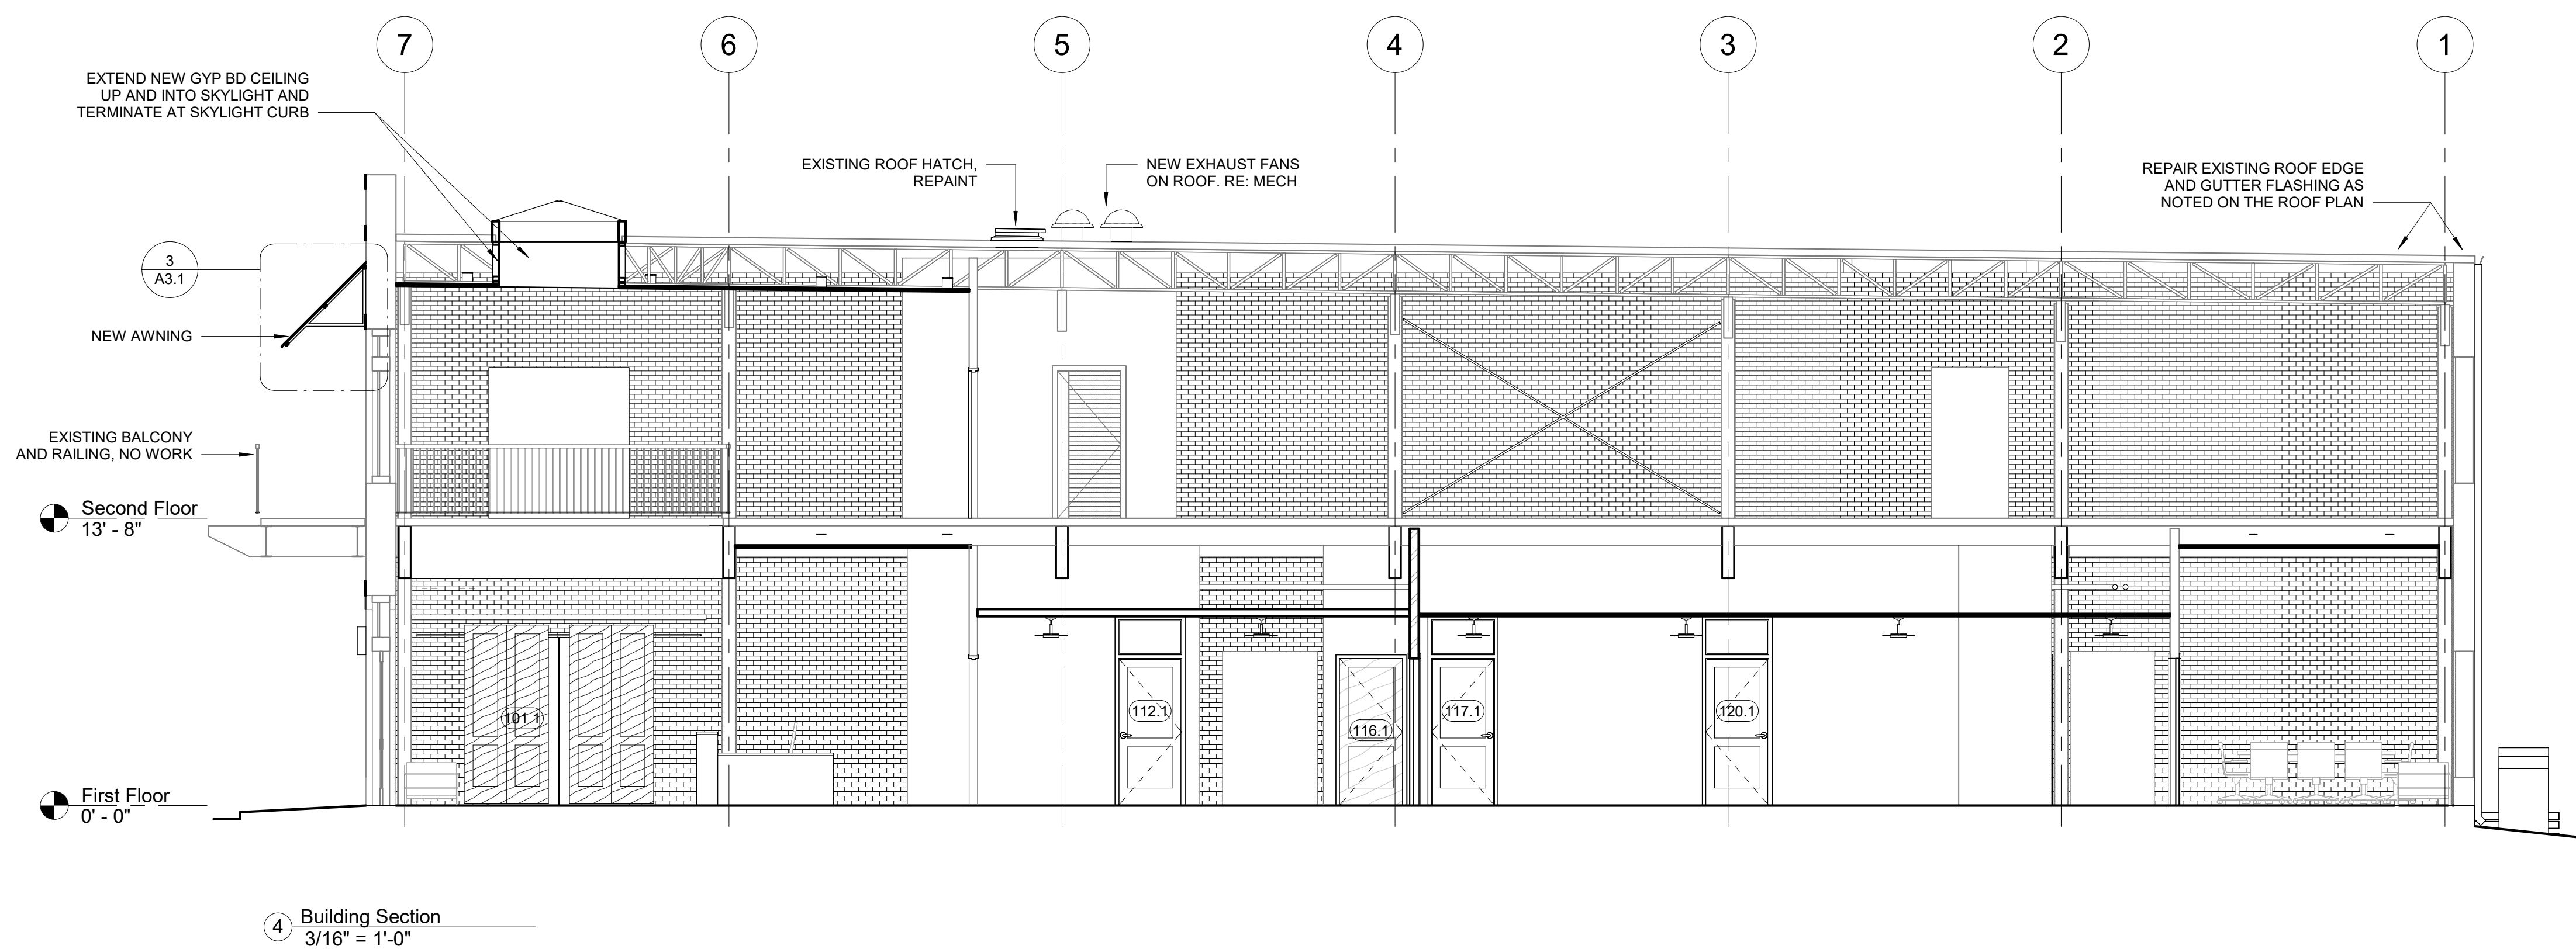 7
6
5
4
3
2
1
EXTEND NEW GYP BD CEILING
UP AND INTO SKYLIGHT AND
TERMINATE AT SKYLIGHT CURB
EXISTING ROOF HATCH,
REPAINT
NEW EXHAUST FANS
ON ROOF. RE: MECH
REPAIR EXISTING ROOF EDGE
AND GUTTER FLASHING AS
NOTED ON THE ROOF PLAN
3
A3.1
NEW AWNING
EXISTING BALCONY
AND RAILING, NO WORK
Second Floor
13' - 8"
101.1
112.1
116.1
117.1
120.1
First Floor
0' - 0"
4
Building Section
3/16" = 1'-0"